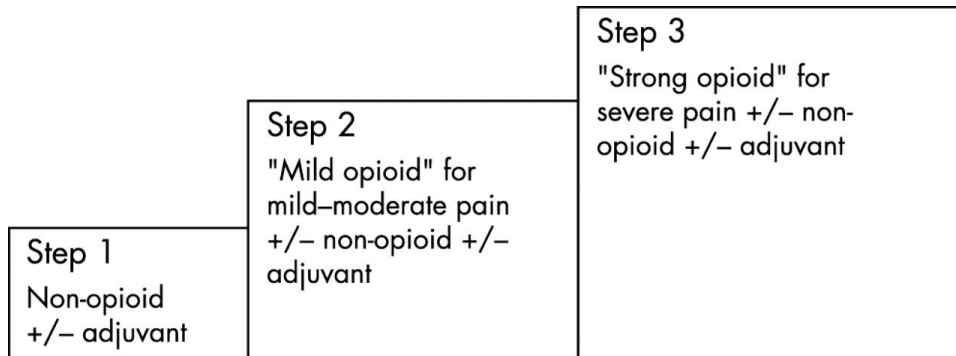 Step 1
Non-opioid
+/– adjuvant
Step 2
"Mild opioid" for
mild–moderate pain
+/– non-opioid +/–
adjuvant
Step 3
"Strong opioid" for
severe pain +/– non-
opioid +/– adjuvant